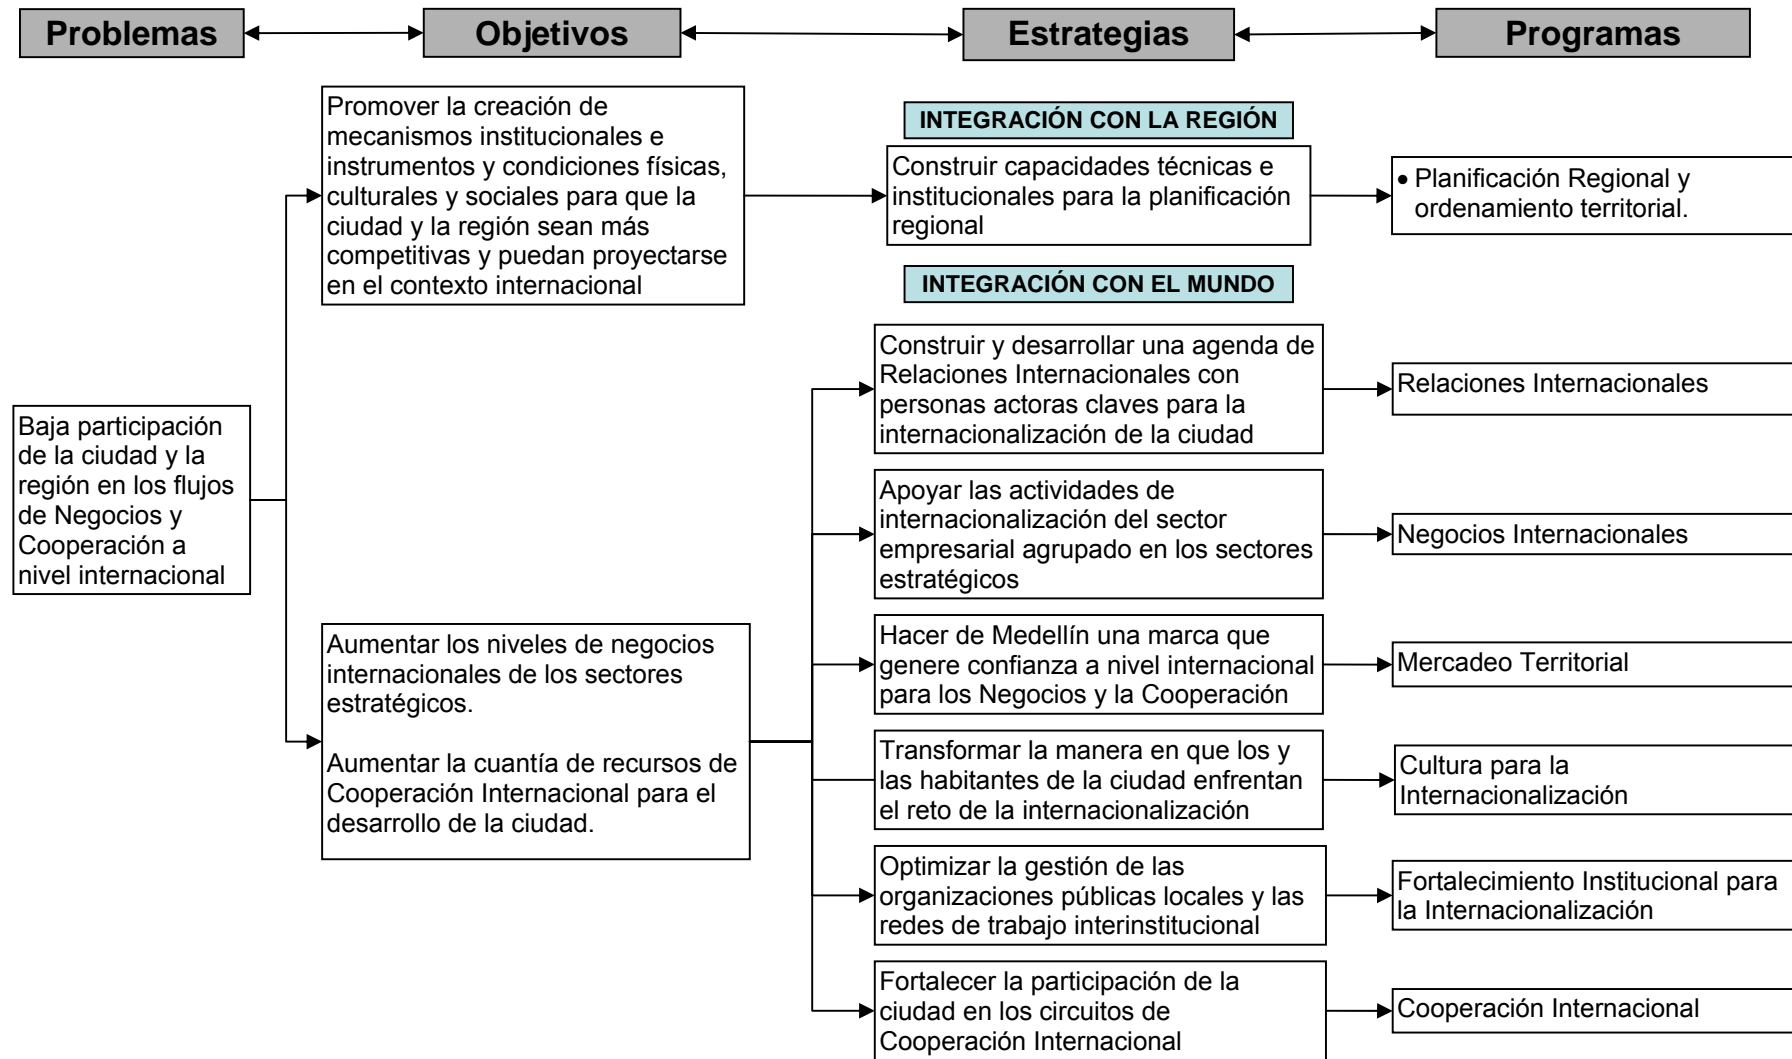 Problemas
Objetivos
Estrategias
Programas
Baja participación
de la ciudad y la
región en los flujos
de Negocios y
Cooperación a
nivel internacional
Promover la creación de
mecanismos institucionales e
instrumentos y condiciones físicas,
culturales y sociales para que la
ciudad y la región sean más
competitivas y puedan proyectarse
en el contexto internacional
Aumentar los niveles de negocios
internacionales de los sectores
estratégicos.
Aumentar la cuantía de recursos de
Cooperación Internacional para el
desarrollo de la ciudad.
INTEGRACIÓN CON LA REGIÓN
Construir capacidades técnicas e
institucionales para la planificación
regional
• Planificación Regional y
ordenamiento territorial.
INTEGRACIÓN CON EL MUNDO
Construir y desarrollar una agenda de
Relaciones Internacionales con
personas actoras claves para la
internacionalización de la ciudad
Relaciones Internacionales
Apoyar las actividades de
internacionalización del sector
empresarial agrupado en los sectores
estratégicos
Negocios Internacionales
Hacer de Medellín una marca que
genere confianza a nivel internacional
para los Negocios y la Cooperación
Mercadeo Territorial
Transformar la manera en que los y
las habitantes de la ciudad enfrentan
el reto de la internacionalización
Cultura para la
Internacionalización
Optimizar la gestión de las
organizaciones públicas locales y las
redes de trabajo interinstitucional
Fortalecimiento Institucional para
la Internacionalización
Fortalecer la participación de la
ciudad en los circuitos de
Cooperación Internacional
Cooperación Internacional